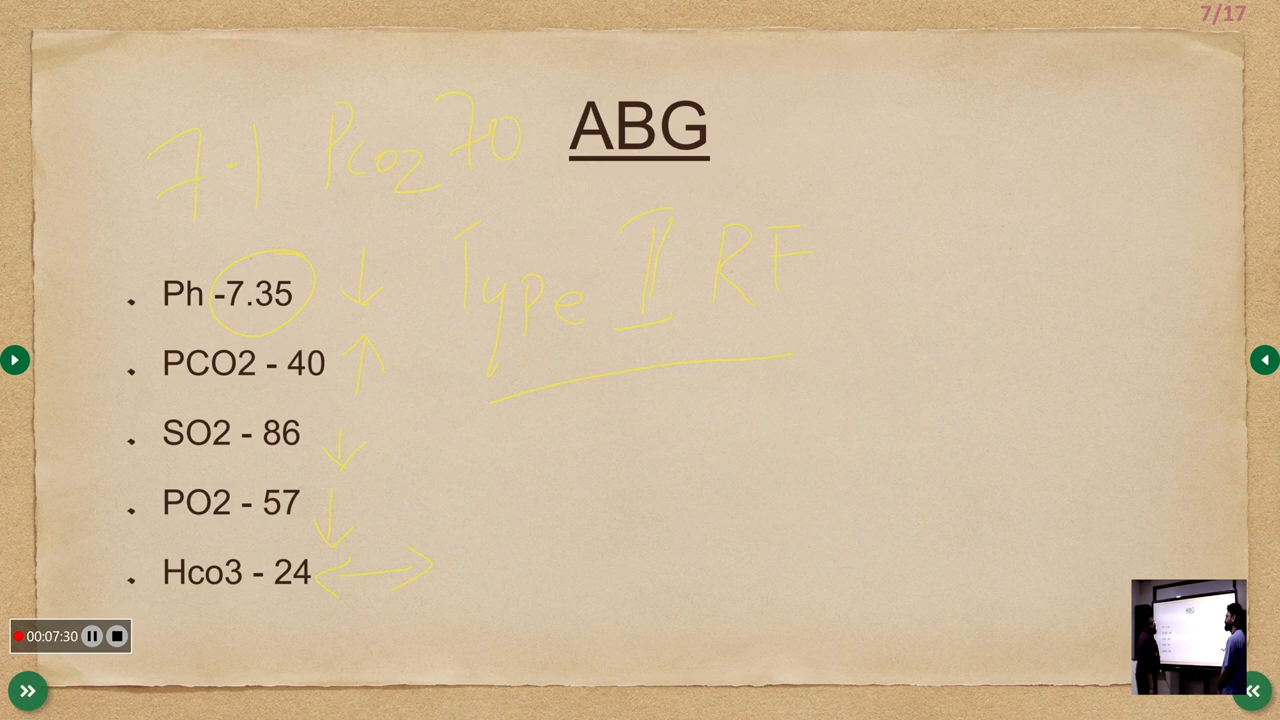 7/17
ABG
7.1 Pco2 70
Type II RF
. Ph -7.35 ↓
. PCO2 - 40 ↑
. SO2 - 86 ↓
. PO2 - 57 ↓
. Hco3 - 24 ↔
00:07:30